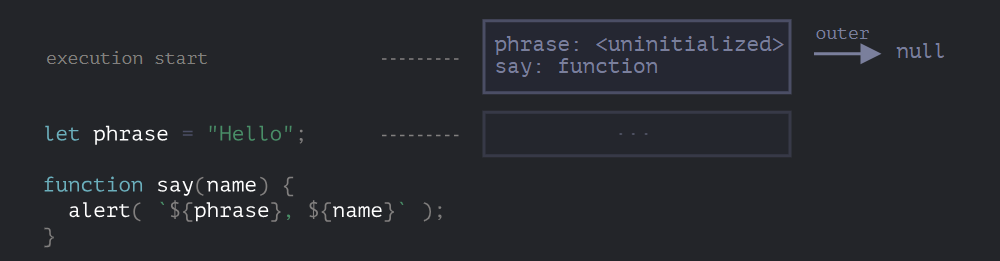 execution start --------- phrase: <uninitialized> outer null
say: function
let phrase = "Hello"; --------- ...
function say(name) {
  alert( `${phrase}, ${name}` );
}